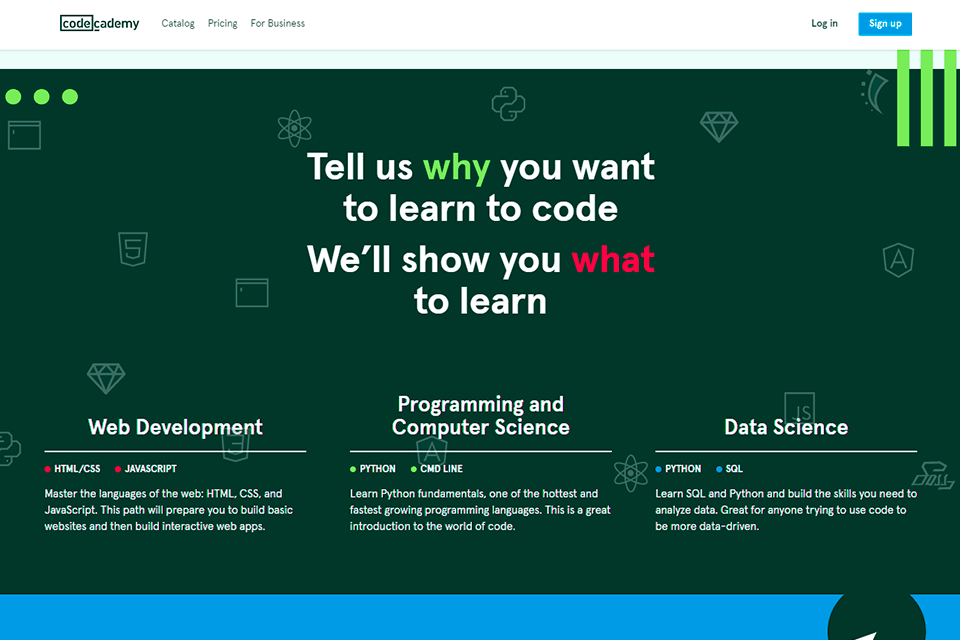 codecademy
Catalog Pricing For Business
Log in
Sign up
Tell us why you want
to learn to code
We’ll show you what
to learn
Web Development
HTML/CSS JAVASCRIPT
Master the languages of the web: HTML, CSS, and
JavaScript. This path will prepare you to build basic
websites and then build interactive web apps.
Programming and
Computer Science
PYTHON CMD LINE
Learn Python fundamentals, one of the hottest and
fastest growing programming languages. This is a great
introduction to the world of code.
Data Science
PYTHON SQL
Learn SQL and Python and build the skills you need to
analyze data. Great for anyone trying to use code to
be more data-driven.
5
A
3
A
JS